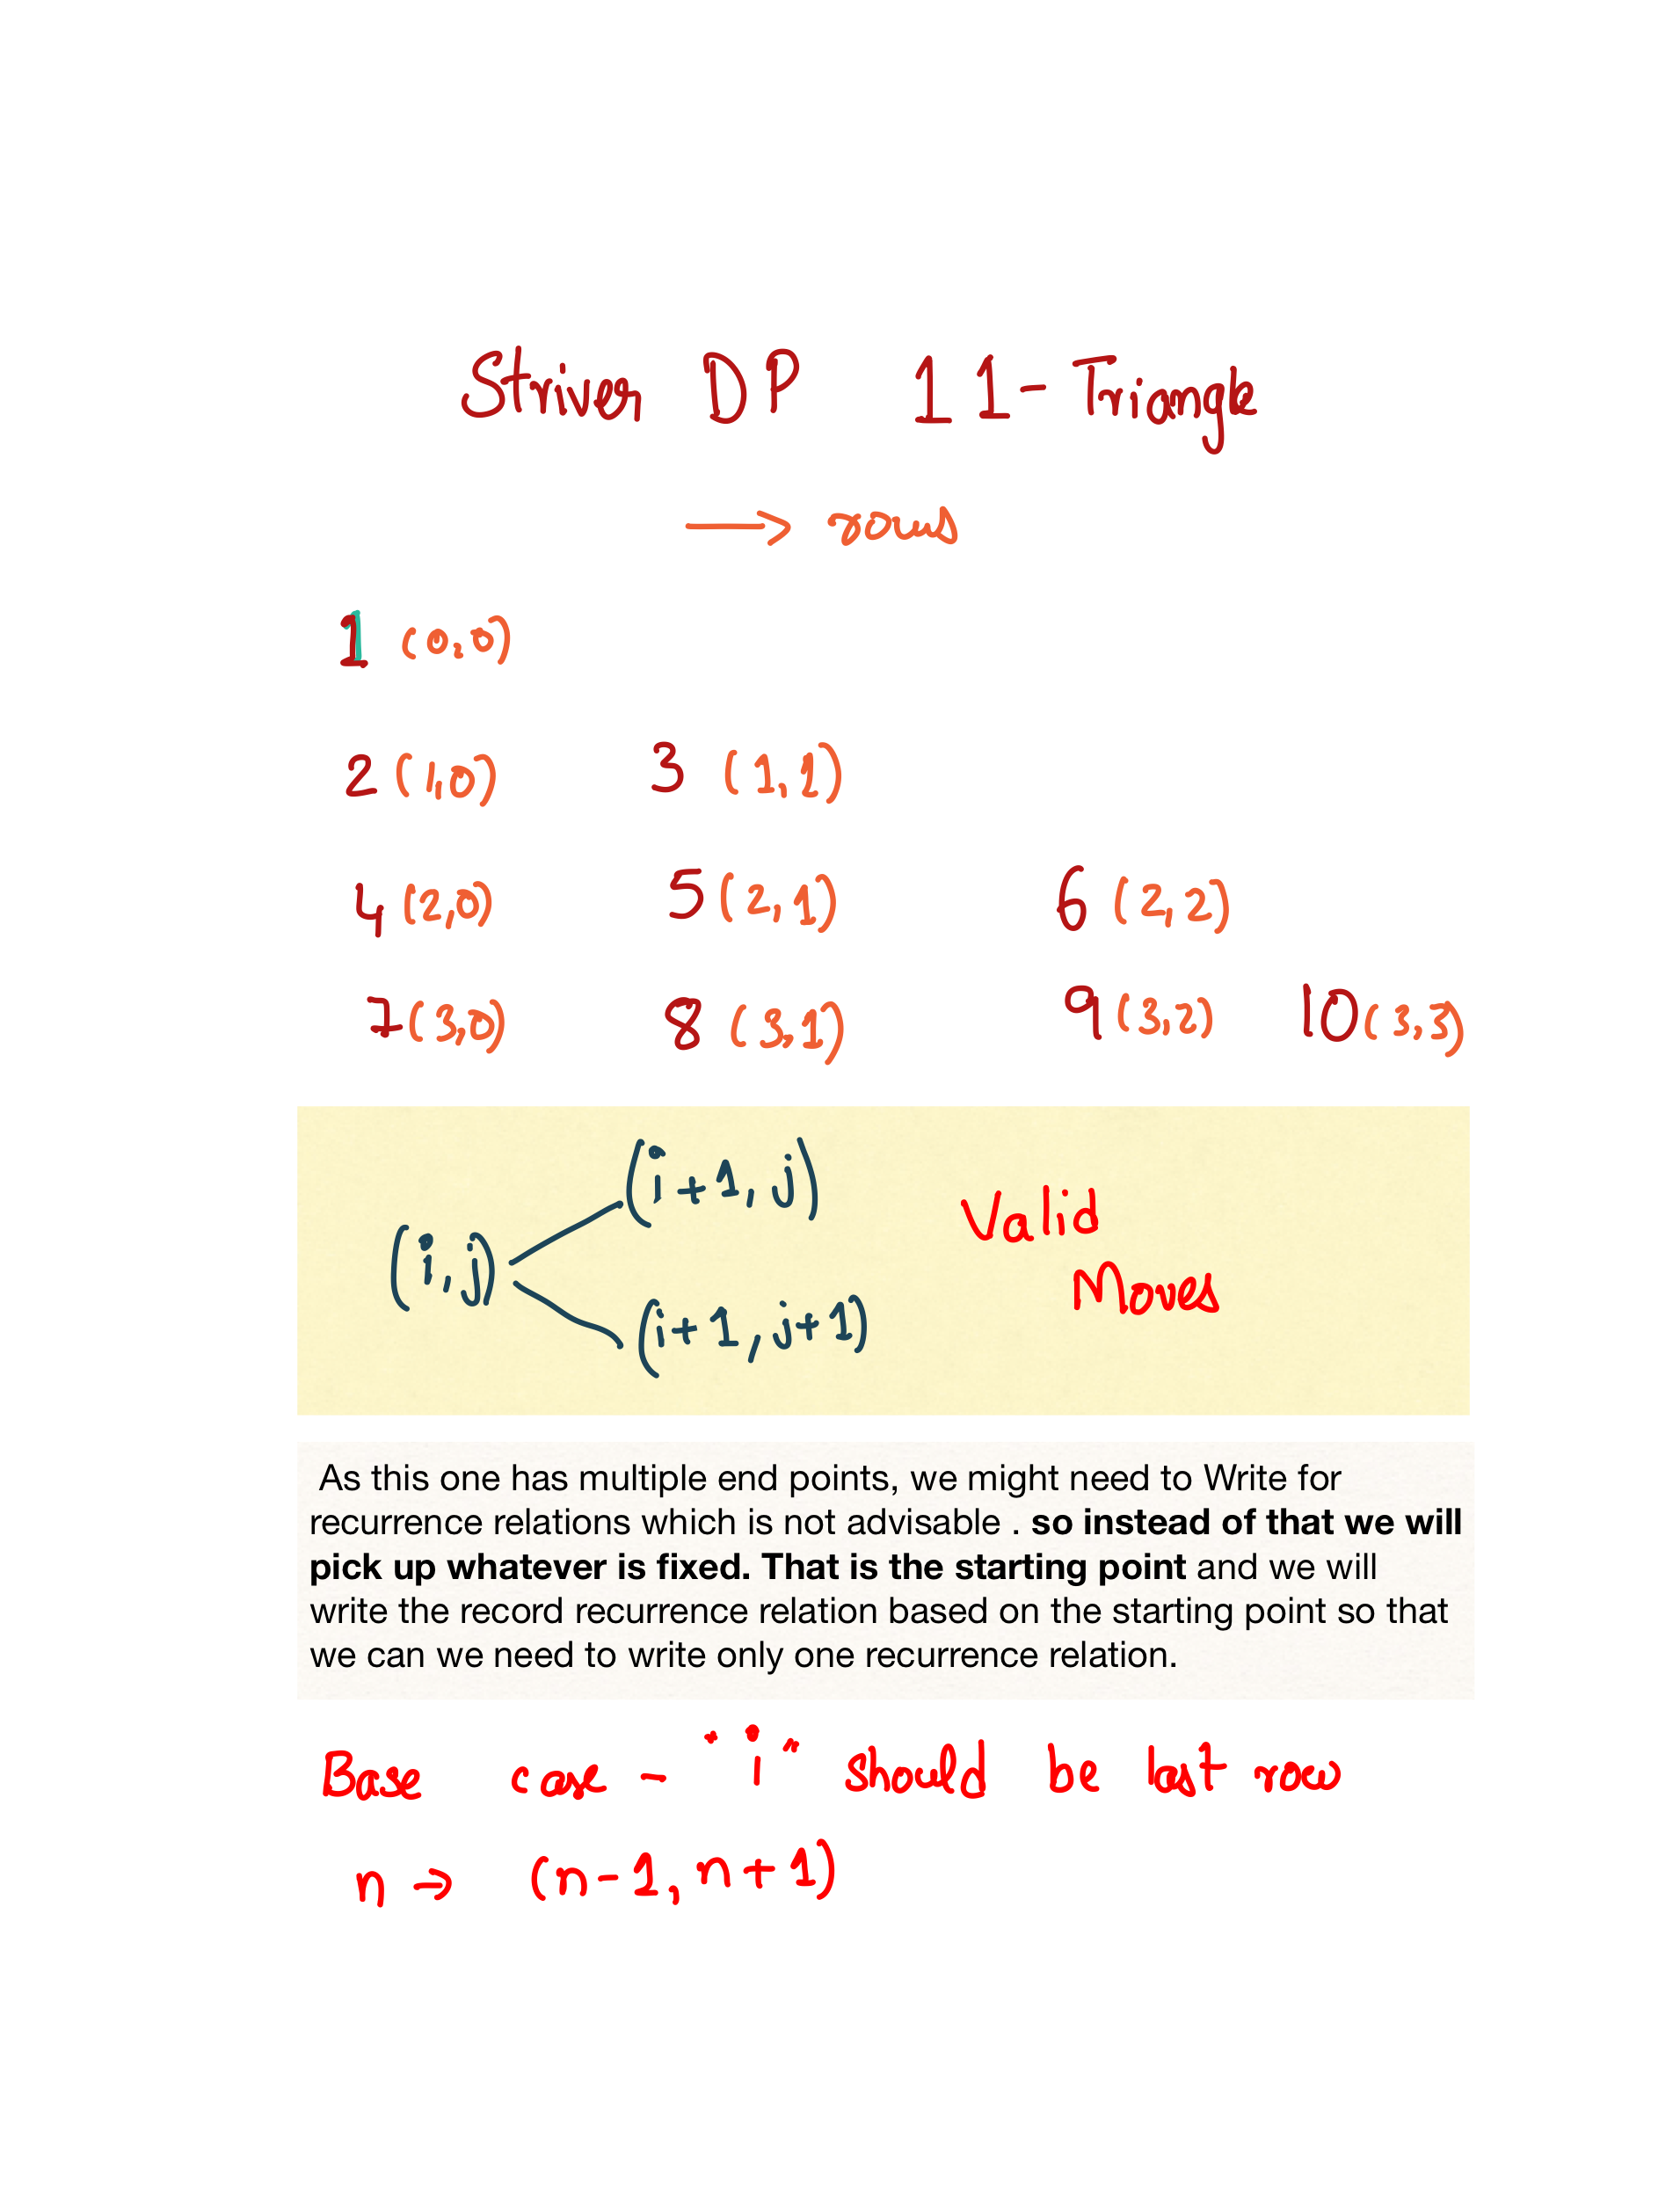 Striver DP 11-Triangle
→ rows
1 (0,0)
2 (1,0) 3 (1,1)
4 (2,0) 5 (2,1) 6 (2,2)
7 (3,0) 8 (3,1) 9 (3,2) 10 (3,3)
(i+1, j)
(i,j)
(i+1, j+1)
Valid
Moves
As this one has multiple end points, we might need to Write for
recurrence relations which is not advisable . so instead of that we will
pick up whatever is fixed. That is the starting point and we will
write the record recurrence relation based on the starting point so that
we can we need to write only one recurrence relation.
Base case - "i" should be last row
n → (n-1, n+1)